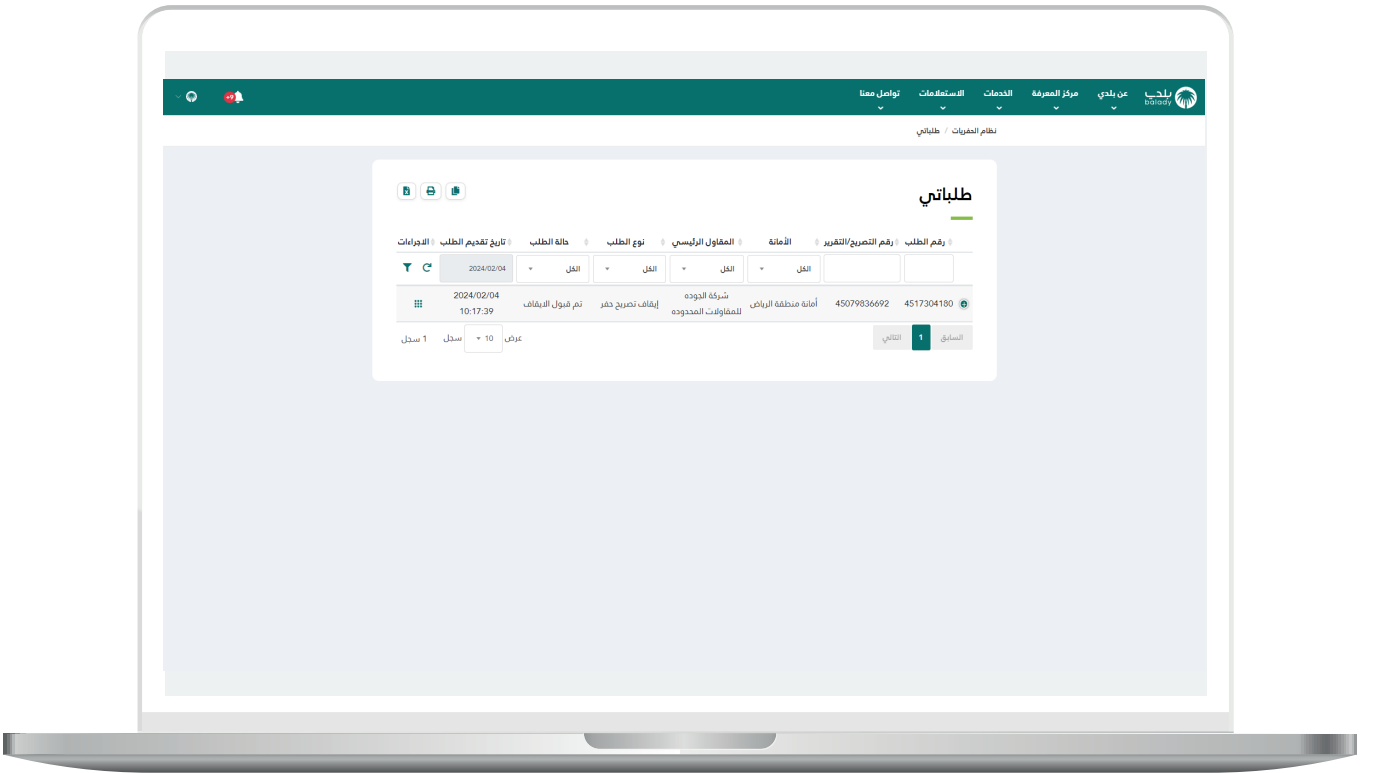 بلدي
balady
عن بلدي
مركز المعرفة
الخدمات
الاستعلامات
تواصل معنا
+9
نظام الحفريات / طلباتي
طلباتي
رقم الطلب
رقم التصريح/التقرير
الأمانة
المقاول الرئيسي
نوع الطلب
حالة الطلب
تاريخ تقديم الطلب
الاجراءات
الكل
الكل
الكل
الكل
2024/02/04
4517304180
45079836692
أمانة منطقة الرياض
شركة الجوده
للمقاولات المحدوده
إيقاف تصريح حفر
تم قبول الايقاف
2024/02/04
10:17:39
السابق
1
التالي
عرض 10 سجل
1 سجل